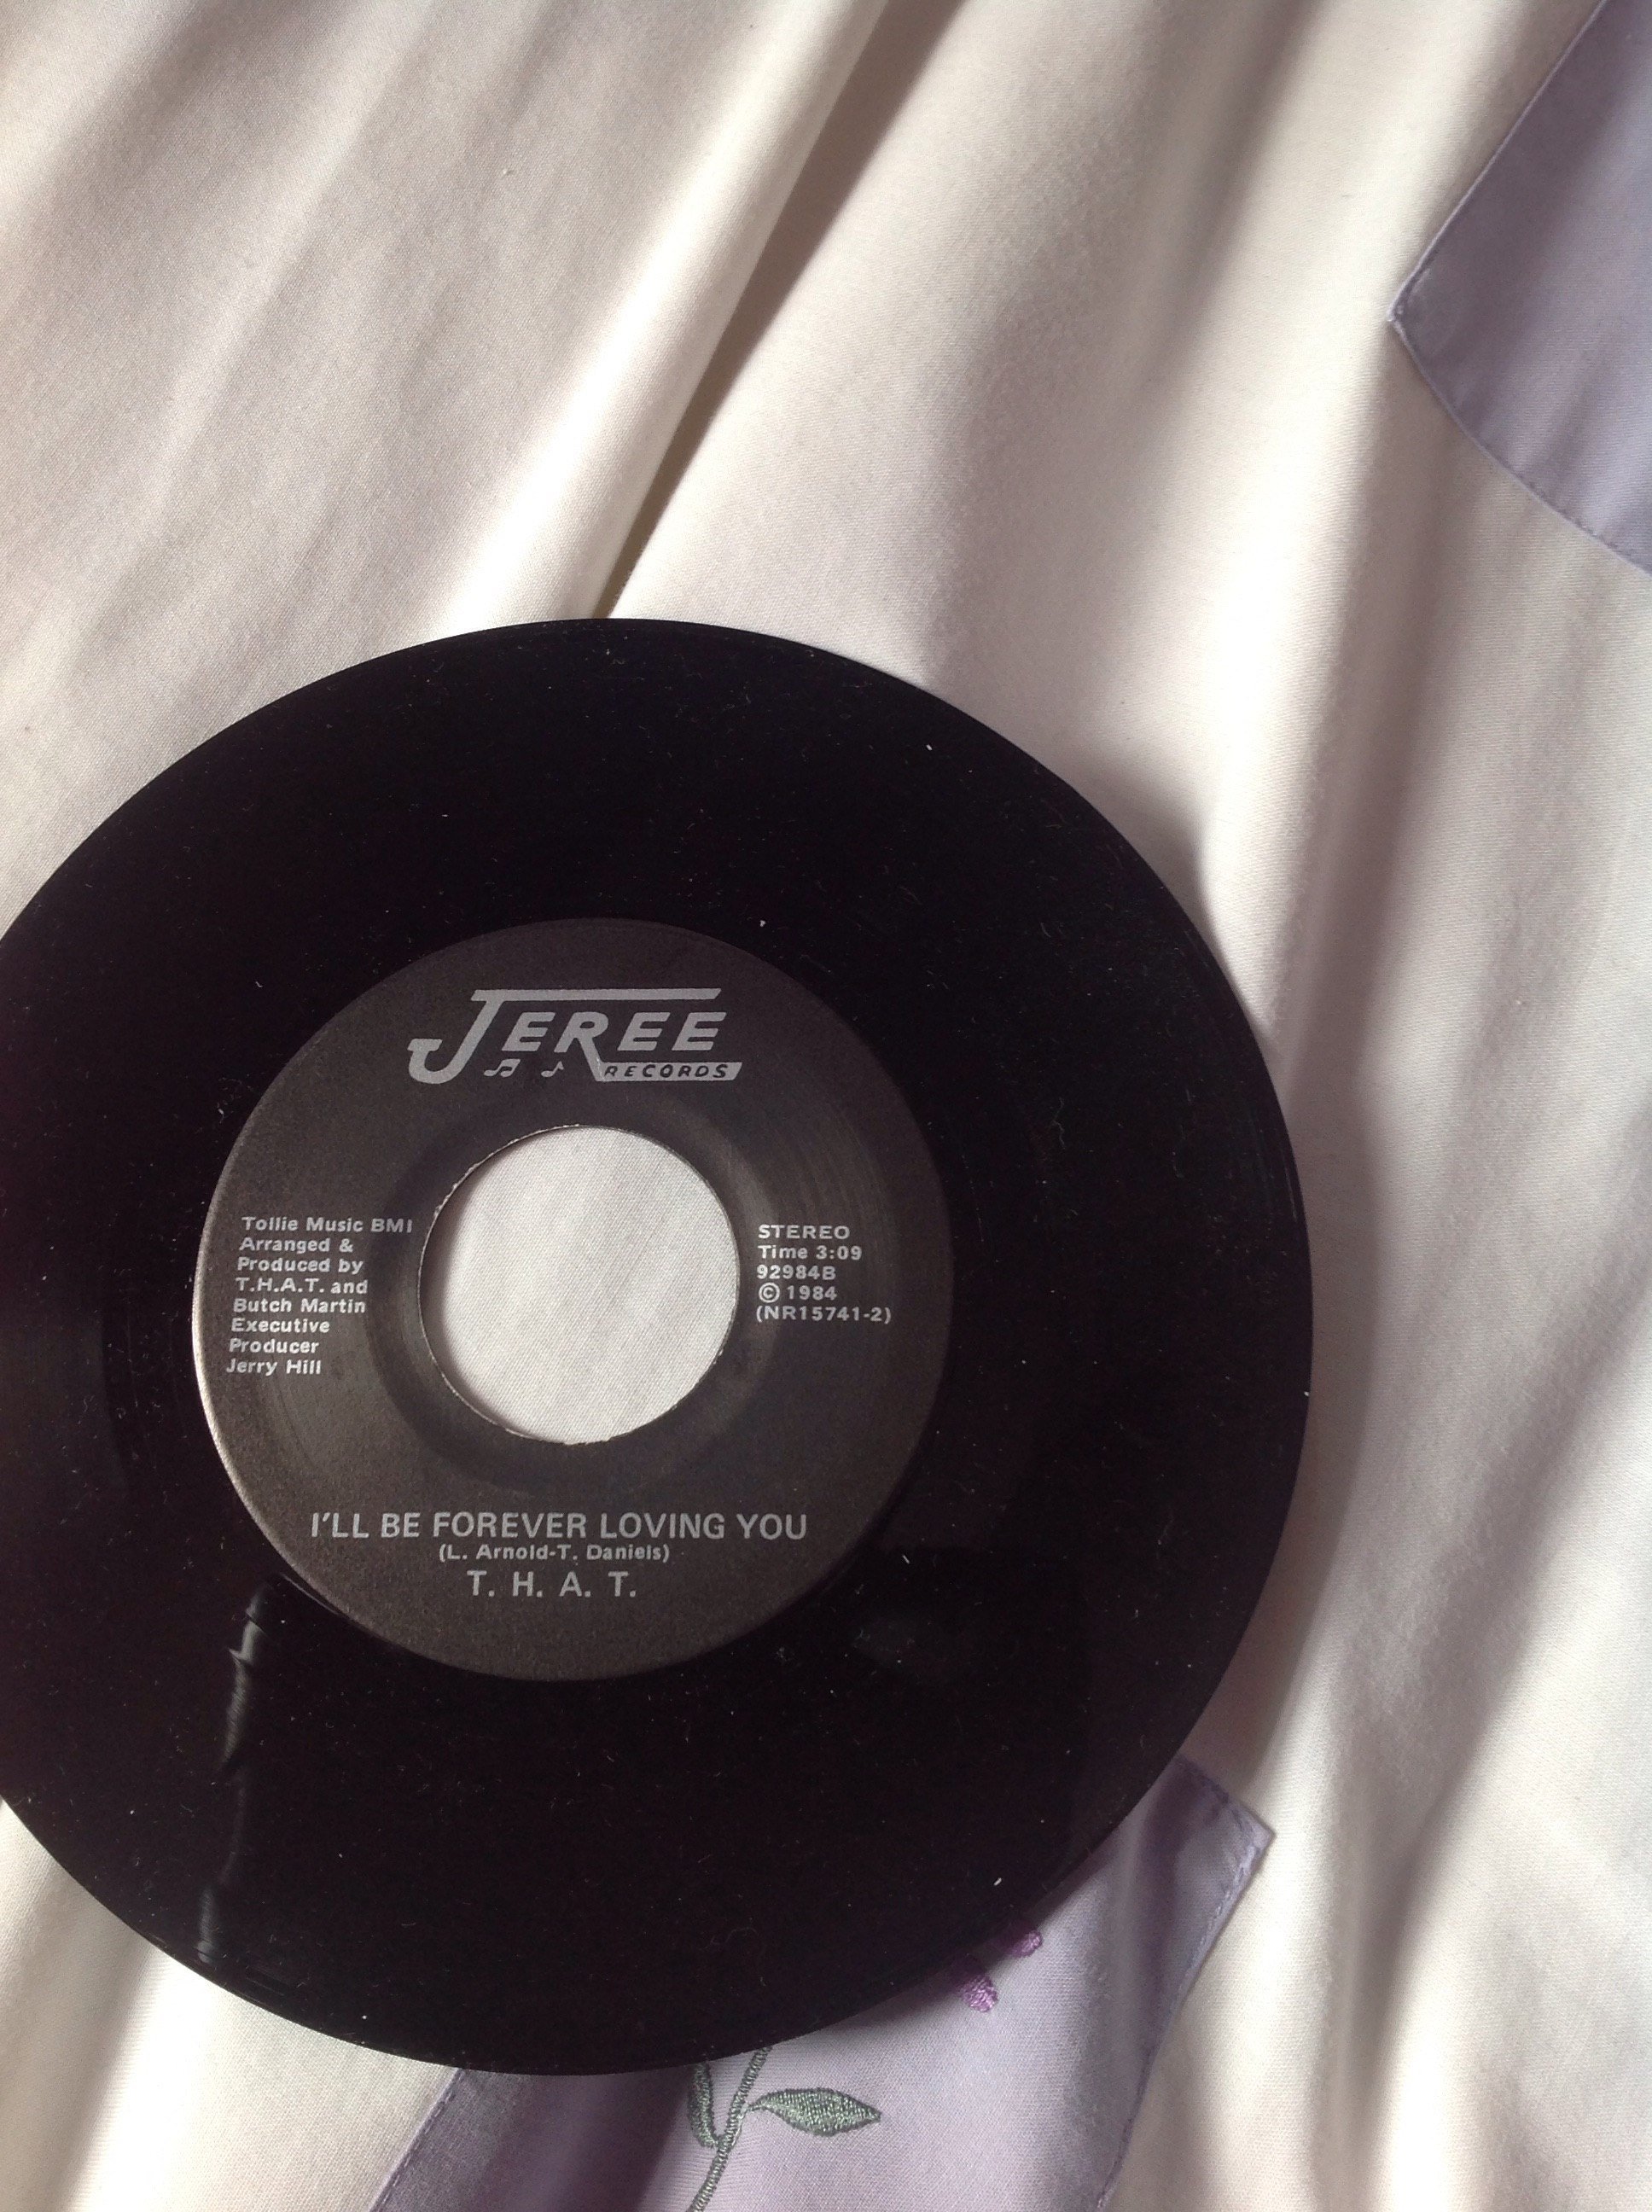 JEREE
RECORDS
Tollie Music BMI
Arranged &
Produced by
T.H.A.T. and
Butch Martin
Executive
Producer
Jerry Hill
STEREO
Time 3:09
92984B
© 1984
(NR15741-2)
I'LL BE FOREVER LOVING YOU
(L. Arnold-T. Daniels)
T. H. A. T.